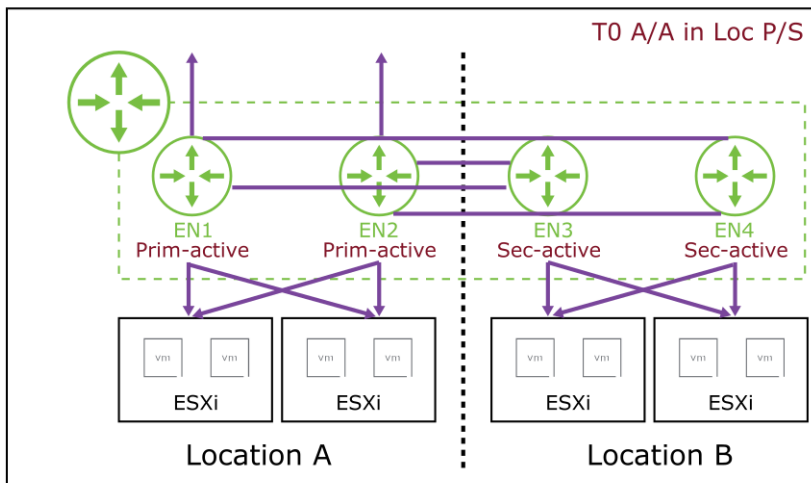 T0 A/A in Loc P/S
EN1
Prim-active
EN2
Prim-active
EN3
Sec-active
EN4
Sec-active
vm
vm
ESXi
vm
vm
ESXi
vm
vm
ESXi
vm
vm
ESXi
Location A
Location B